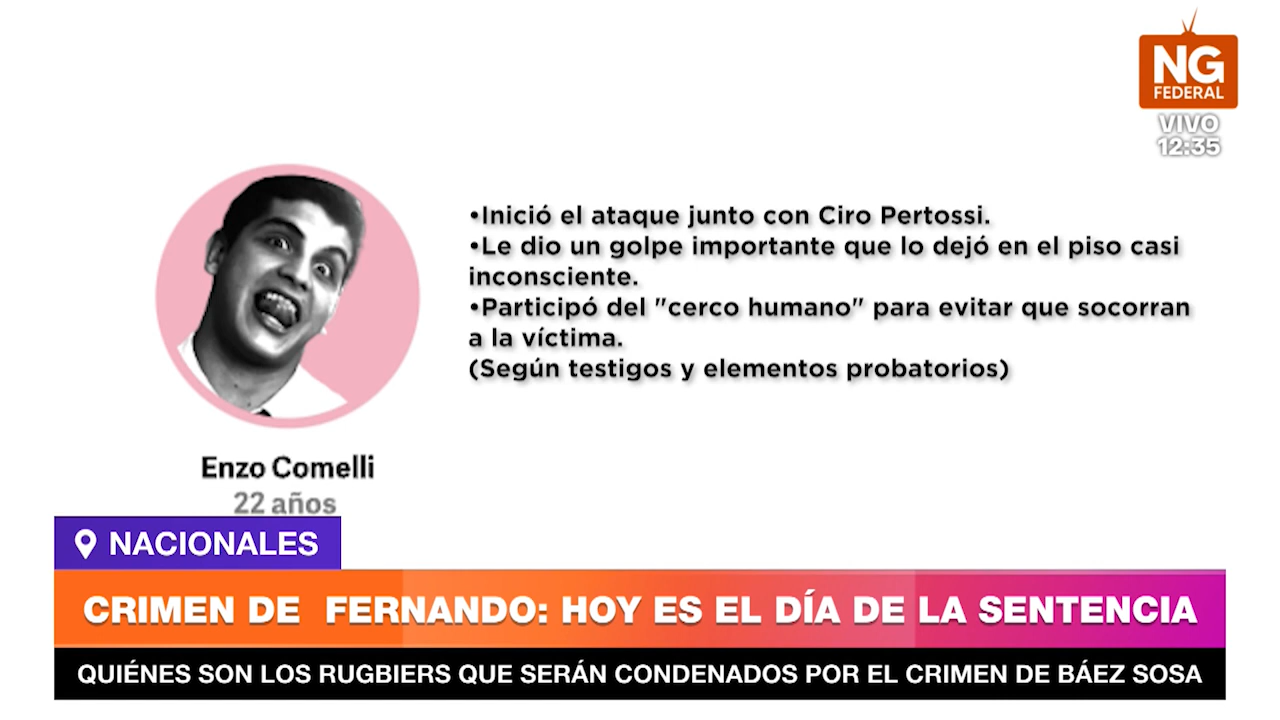 NG
FEDERAL
VIVO
12:35
•Inició el ataque junto con Ciro Pertossi.
•Le dio un golpe importante que lo dejó en el piso casi
inconsciente.
•Participó del "cerco humano" para evitar que socorran
a la víctima.
(Según testigos y elementos probatorios)
Enzo Comelli
22 años
NACIONALES
CRIMEN DE FERNANDO: HOY ES EL DÍA DE LA SENTENCIA
QUIÉNES SON LOS RUGBIERS QUE SERÁN CONDENADOS POR EL CRIMEN DE BÁEZ SOSA